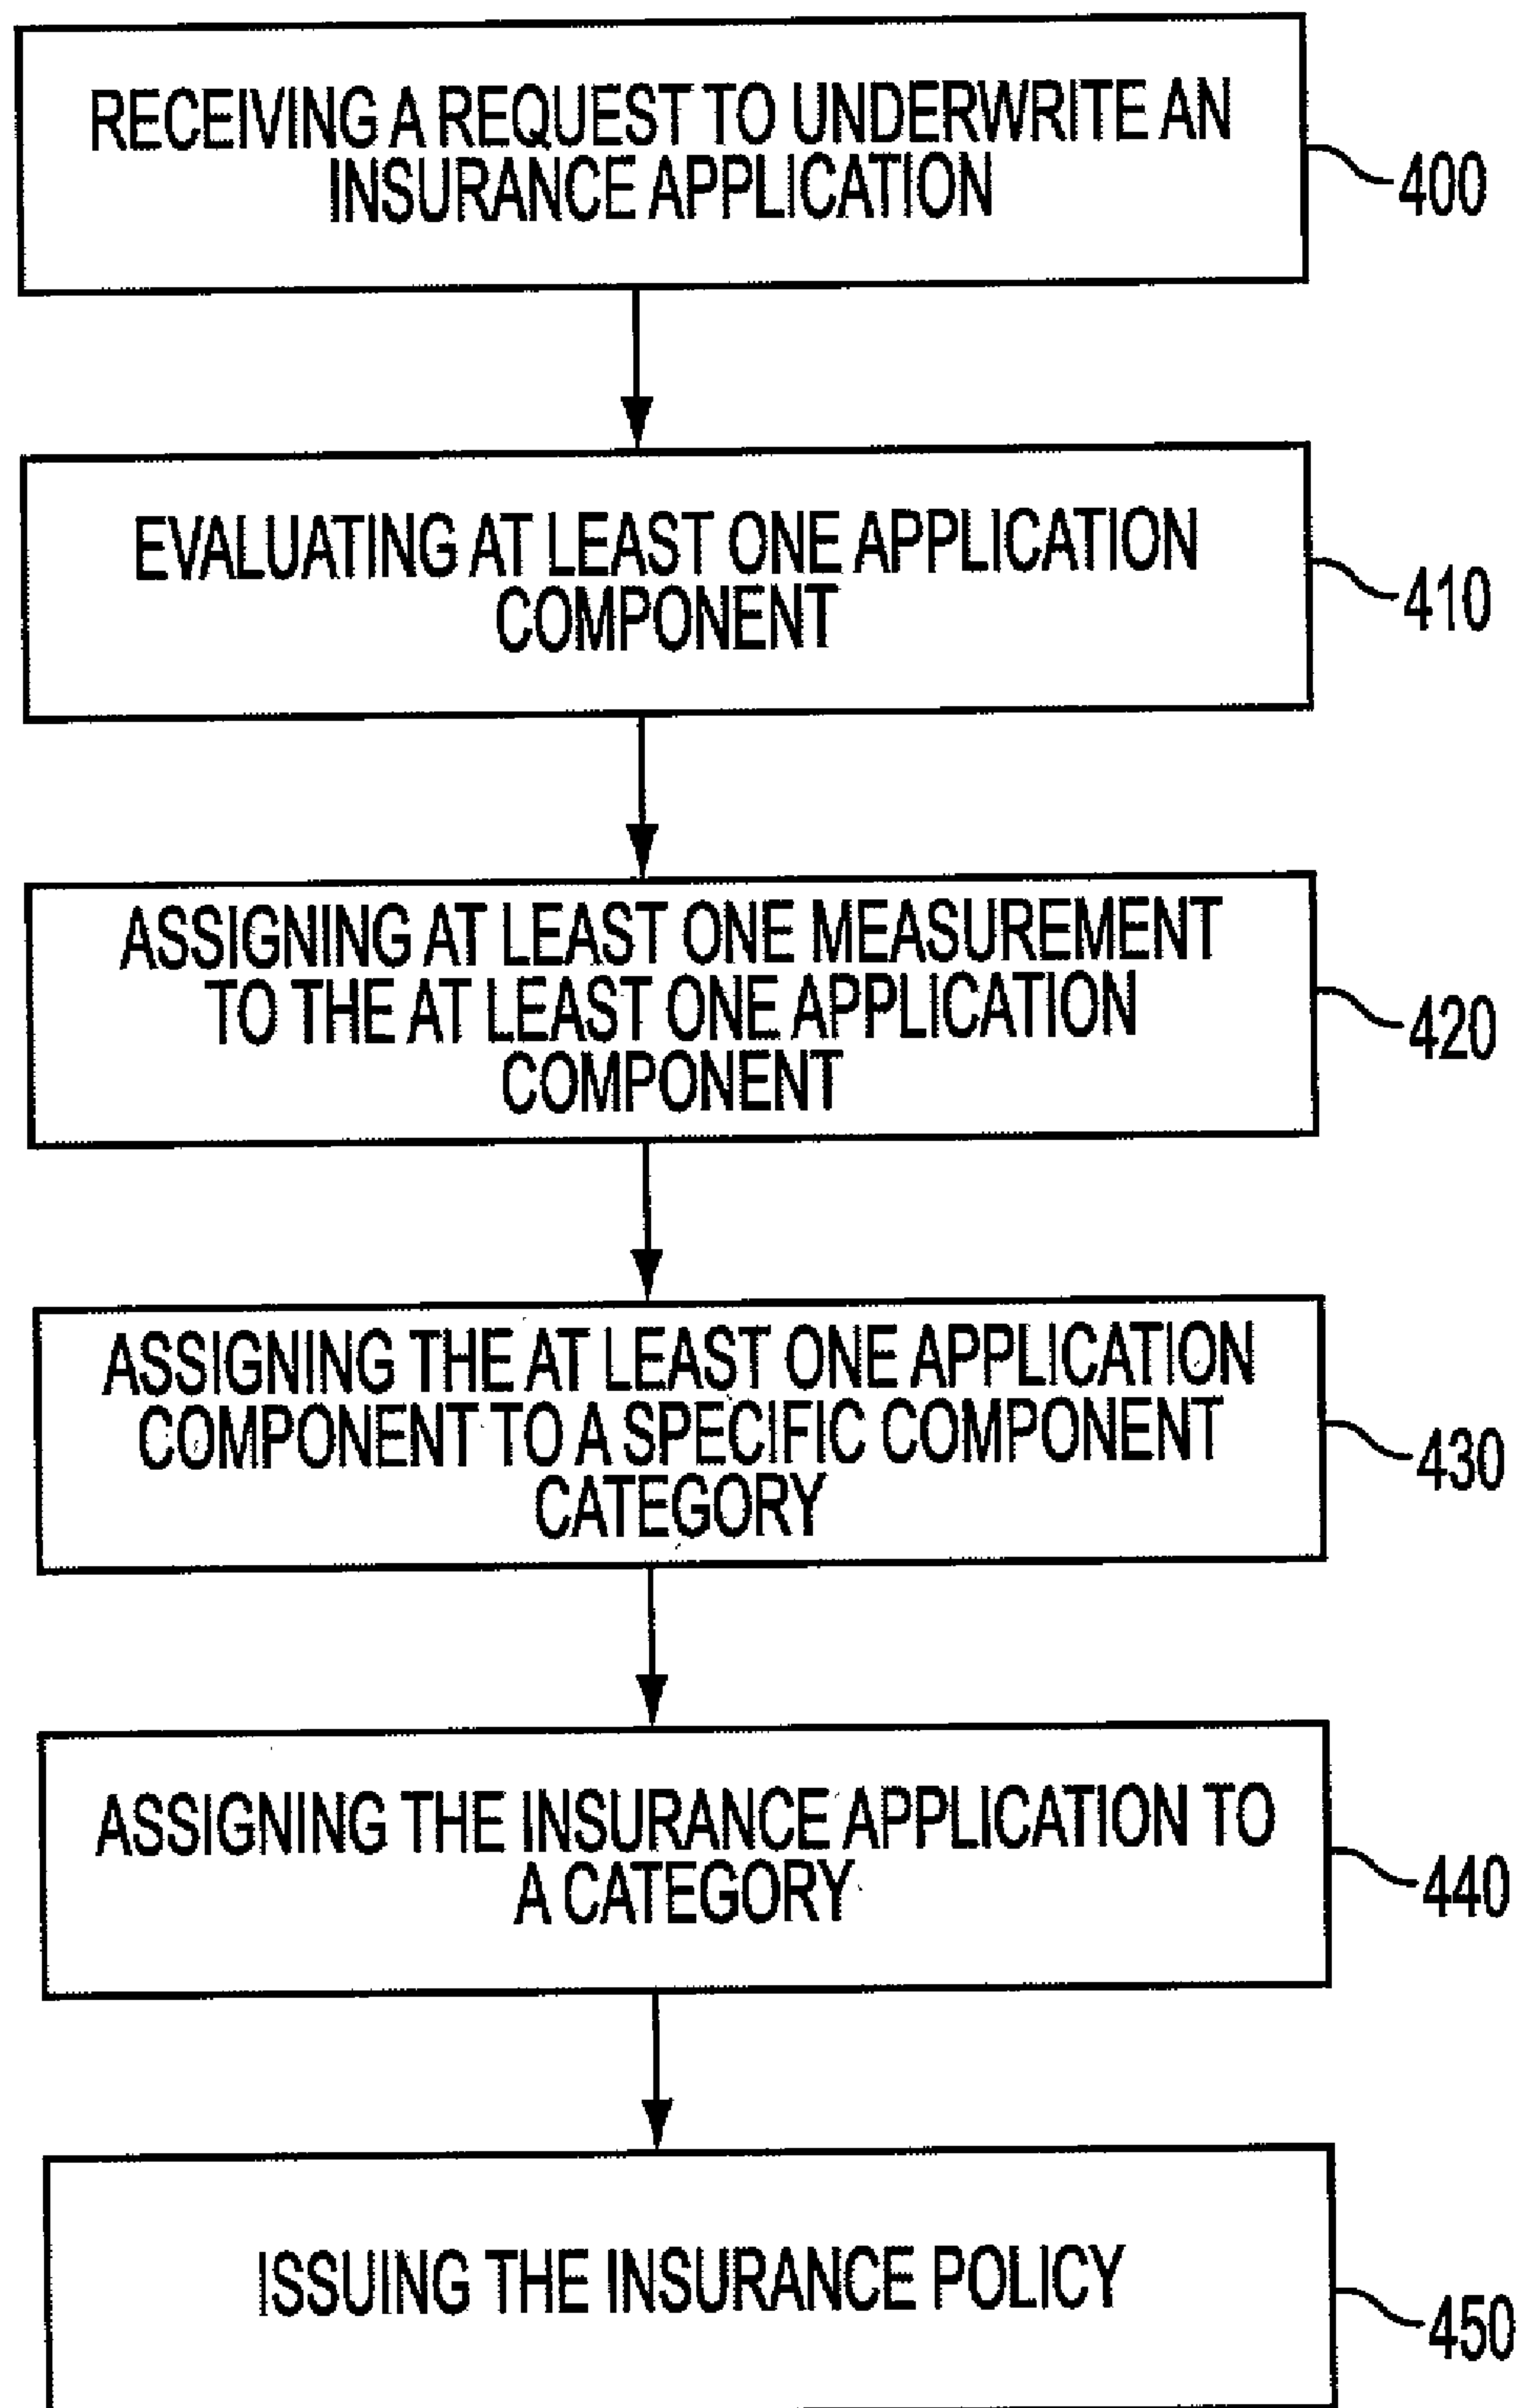 RECEIVING A REQUEST TO UNDERWRITE AN
INSURANCE APPLICATION
400
EVALUATING AT LEAST ONE APPLICATION
COMPONENT
410
ASSIGNING AT LEAST ONE MEASUREMENT
TO THE AT LEAST ONE APPLICATION
COMPONENT
420
ASSIGNING THE AT LEAST ONE APPLICATION
COMPONENT TO A SPECIFIC COMPONENT
CATEGORY
430
ASSIGNING THE INSURANCE APPLICATION TO
A CATEGORY
440
ISSUING THE INSURANCE POLICY
450